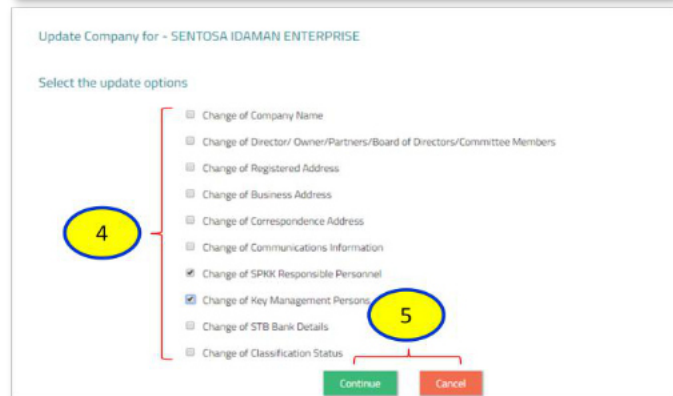 Update Company for - SENTOSA IDAMAN ENTERPRISE
Select the update options
Change of Company Name
Change of Director/ Owner/Partners/Board of Directors/Committee Members
Change of Registered Address
Change of Business Address
4
Change of Correspondence Address
Change of Communications Information
Change of SPKK Responsible Personnel
Change of Key Management Persons
5
Change of STB Bank Details
Change of Classification Status
Continue Cancel